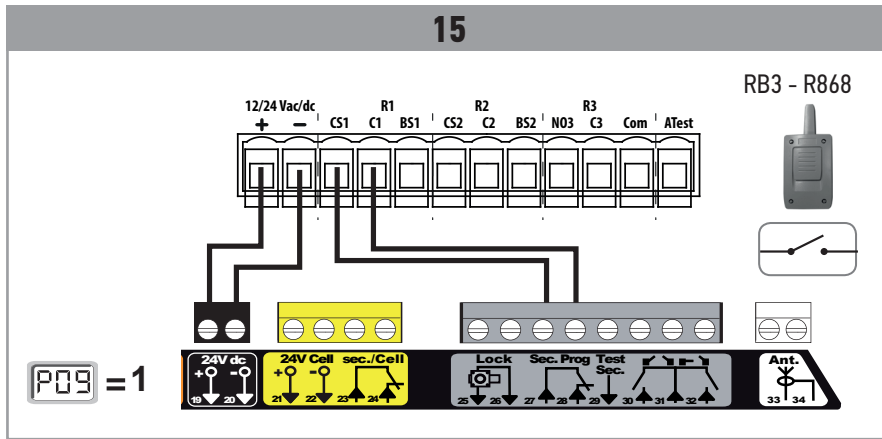 15
RB3 - R868
12/24 Vac/dc R1 R2 R3
+ - CS1 C1 BS1 CS2 C2 BS2 NO3 C3 Com ATest
P09 = 1
24V dc 24V Cell sec./Cell Lock Sec. Prog Test Sec. Ant.
+ - + -
19 20 21 22 23 24 25 26 27 28 29 30 31 32 33 34